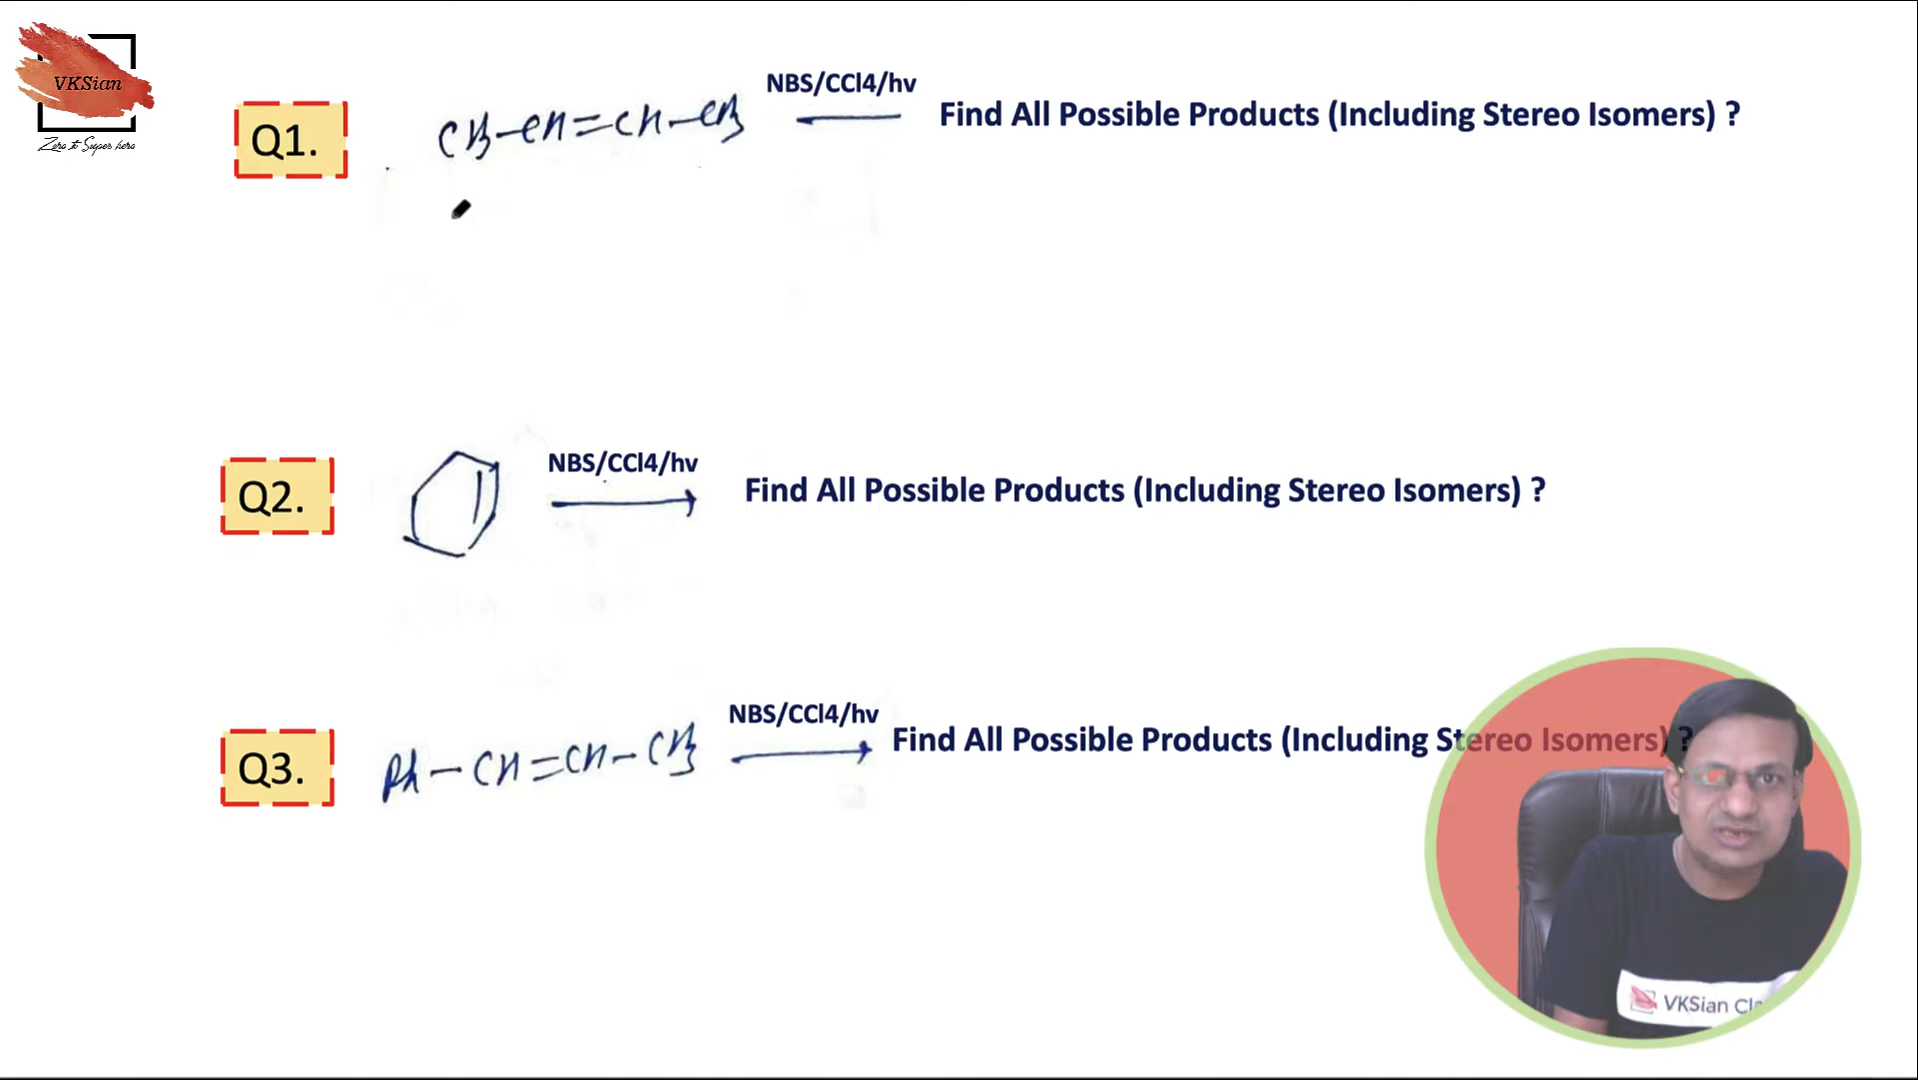 VKSian
Zero to Super hero
Q1.
CH3-CH=CH-CH3
NBS/CCl4/hv
Find All Possible Products (Including Stereo Isomers) ?
Q2.
NBS/CCl4/hv
Find All Possible Products (Including Stereo Isomers) ?
Q3.
Ph-CH=CH-CH3
NBS/CCl4/hv
Find All Possible Products (Including Stereo Isomers) ?
VKSian Cla